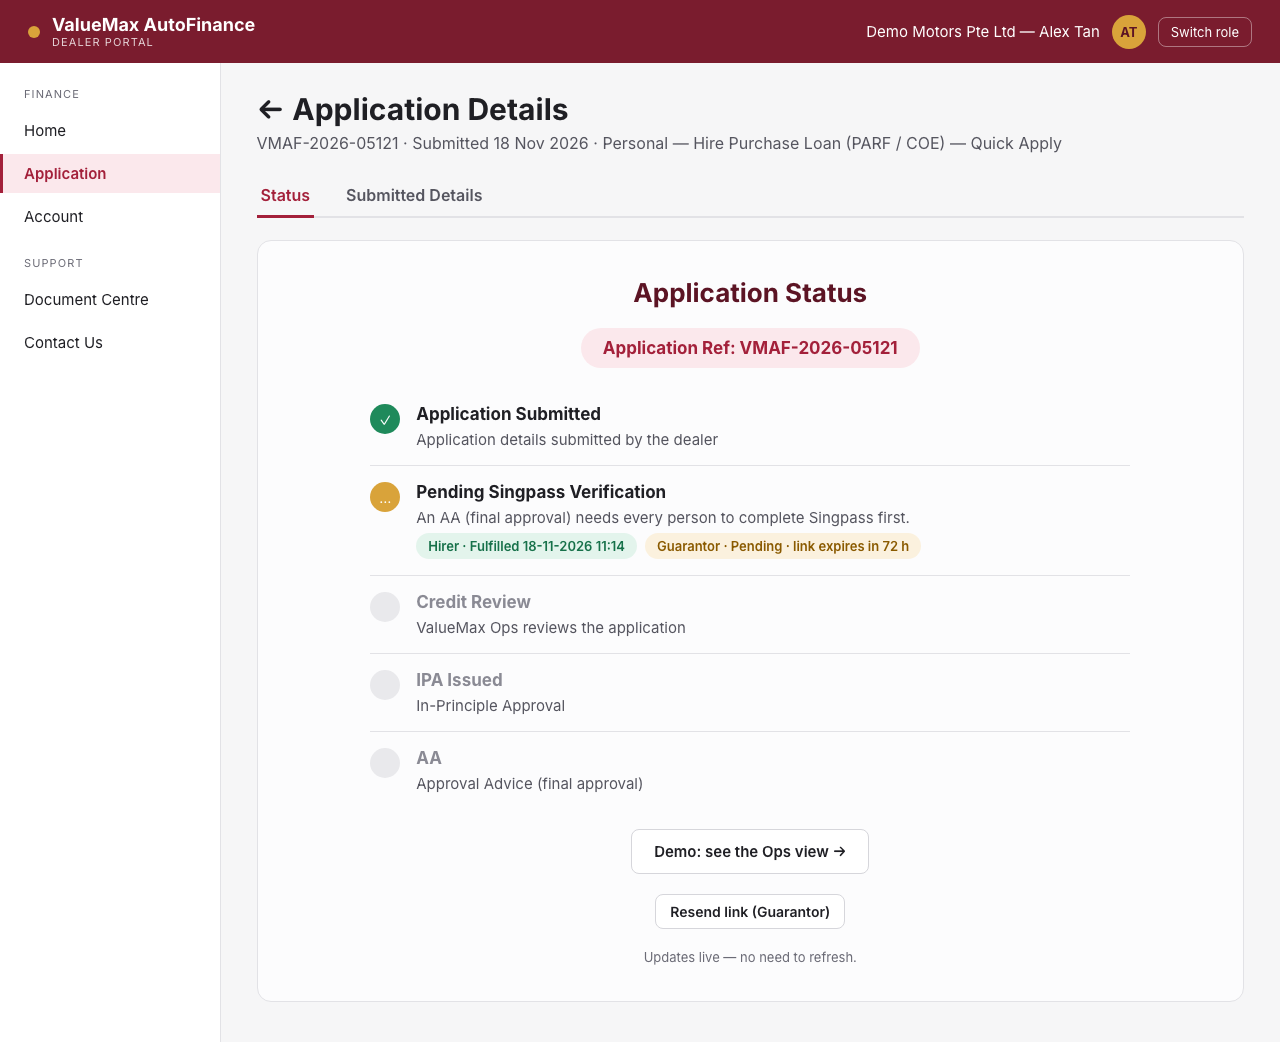 ValueMax AutoFinance
DEALER PORTAL
Demo Motors Pte Ltd — Alex Tan
AT
Switch role
FINANCE
Home
Application
Account
SUPPORT
Document Centre
Contact Us
← Application Details
VMAF-2026-05121 · Submitted 18 Nov 2026 · Personal — Hire Purchase Loan (PARF / COE) — Quick Apply
Status
Submitted Details
Application Status
Application Ref: VMAF-2026-05121
✓
Application Submitted
Application details submitted by the dealer
…
Pending Singpass Verification
An AA (final approval) needs every person to complete Singpass first.
Hirer · Fulfilled 18-11-2026 11:14
Guarantor · Pending · link expires in 72 h
Credit Review
ValueMax Ops reviews the application
IPA Issued
In-Principle Approval
AA
Approval Advice (final approval)
Demo: see the Ops view →
Resend link (Guarantor)
Updates live — no need to refresh.